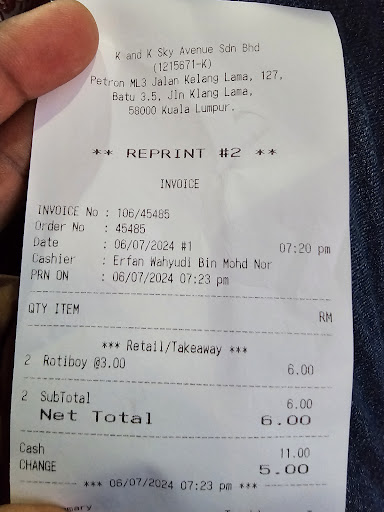 K and K Sky Avenue Sdn Bhd
(1215671-K)
Petron ML3 Jalan Kelang Lama, 127,
Batu 3.5, Jln Klang Lama,
58000 Kuala Lumpur.
** REPRINT #2 **
INVOICE
INVOICE No : 106/45485
Order No : 45485
Date : 06/07/2024 #1 07:20 pm
Cashier : Erfan Wahyudi Bin Mohd Nor
PRN ON : 06/07/2024 07:23 pm
QTY ITEM RM
*** Retail/Takeaway ***
2 Rotiboy @3.00 6.00
2 SubTotal 6.00
Net Total 6.00
Cash 11.00
CHANGE 5.00
*** 06/07/2024 07:23 pm ***